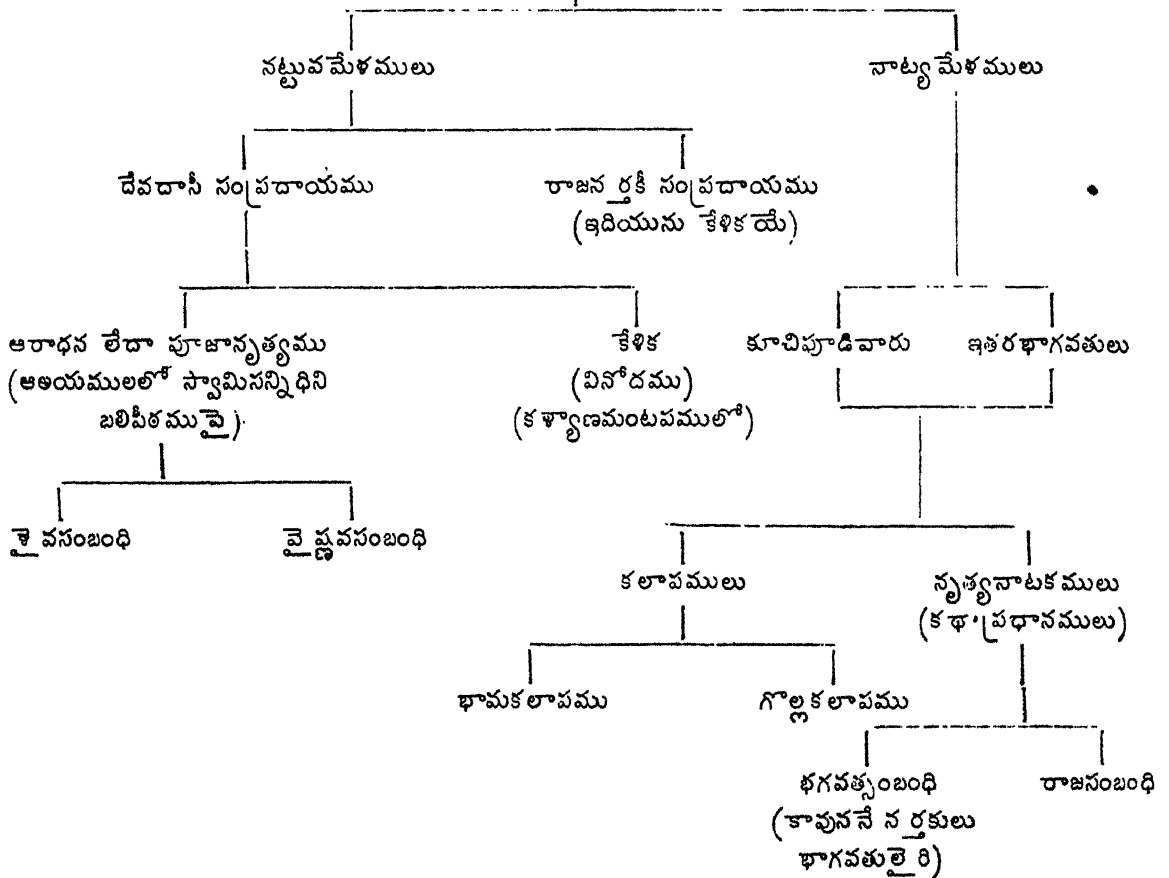 నట్టువమేళములు
నాట్యమేళములు
దేవదాసీ సంప్రదాయము
రాజనర్తకీ సంప్రదాయము
(ఇదియును కేళికయే)
ఆరాధన లేదా పూజానృత్యము
(ఆలయములలో స్వామిసన్నిధిని
బలిపీఠముపై)
కేళిక
(వినోదము)
(కళ్యాణమంటపములో)
కూచిపూడివారు
ఇతరభాగవతులు
శైవసంబంధి
వైష్ణవసంబంధి
కలాపములు
నృత్యనాటకములు
(కథాప్రధానములు)
భామకలాపము
గొల్లకలాపము
భగవత్సంబంధి
(కావుననే నర్తకులు
భాగవతులైరి)
రాజసంబంధి